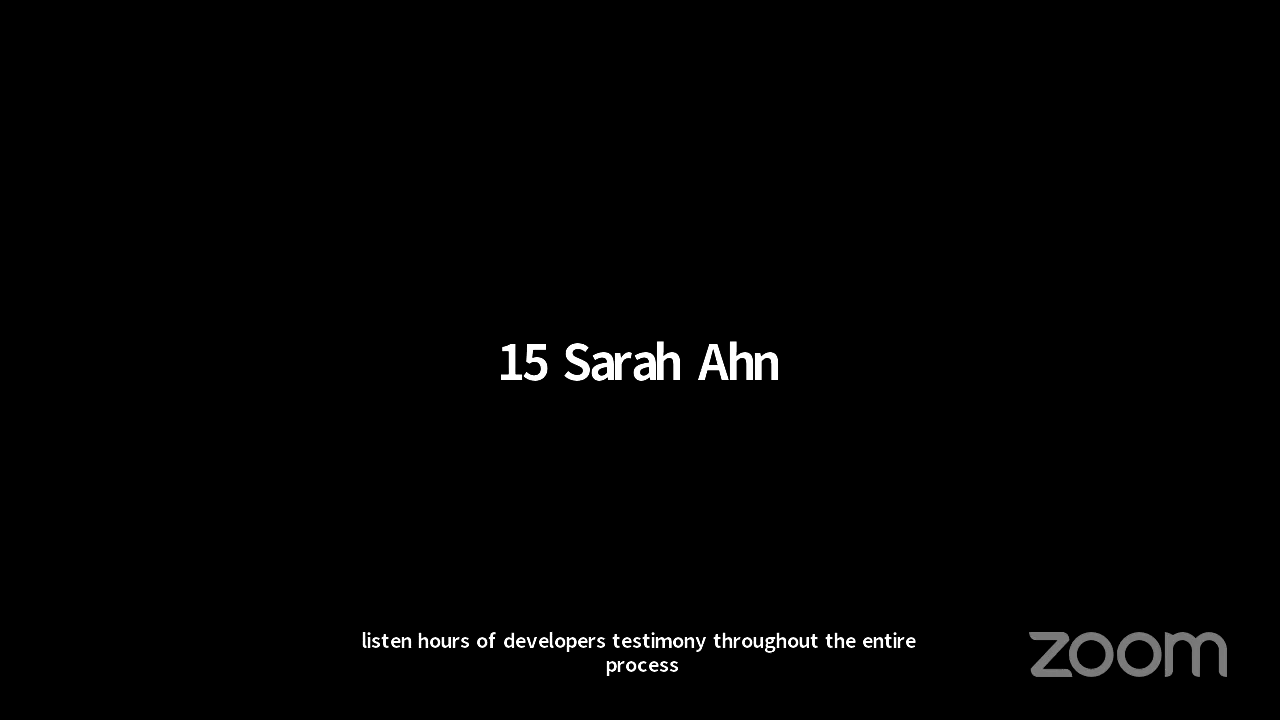 15 Sarah Ahn
listen hours of developers testimony throughout the entire
process
zoom